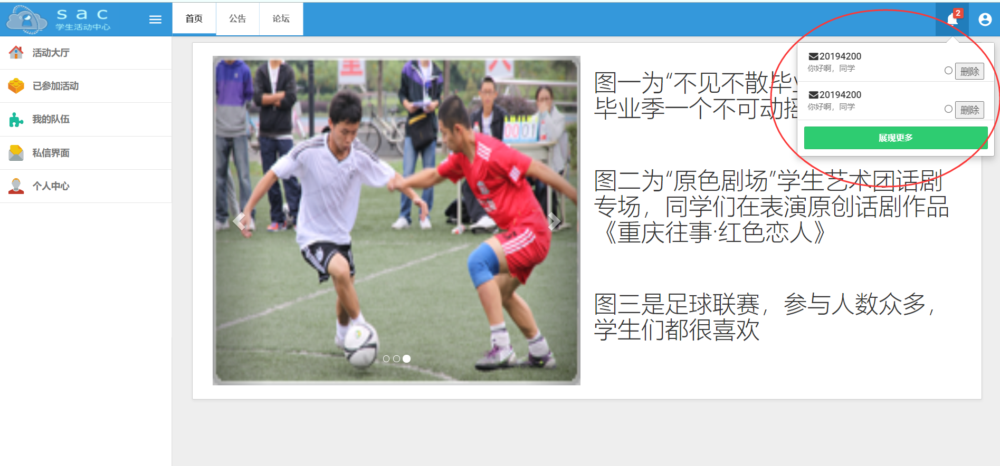 sac
学生活动中心
首页
公告
论坛
2
活动大厅
已参加活动
我的队伍
私信界面
个人中心
20194200
你好啊，同学
删除
20194200
你好啊，同学
删除
展现更多
图一为“不见不散毕业
毕业季一个不可动摇
图二为“原色剧场”学生艺术团话剧
专场，同学们在表演原创话剧作品
《重庆往事·红色恋人》
图三是足球联赛，参与人数众多，
学生们都很喜欢
00 01